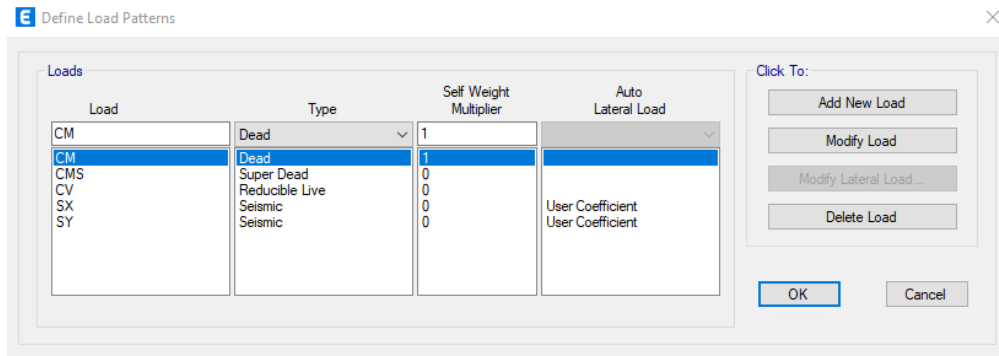 E Define Load Patterns
Loads
Click To:
Load Type Self Weight Multiplier Auto Lateral Load
CM Dead 1
CM Dead 1
CMS Super Dead 0
CV Reducible Live 0
SX Seismic 0 User Coefficient
SY Seismic 0 User Coefficient
Add New Load
Modify Load
Modify Lateral Load...
Delete Load
OK Cancel